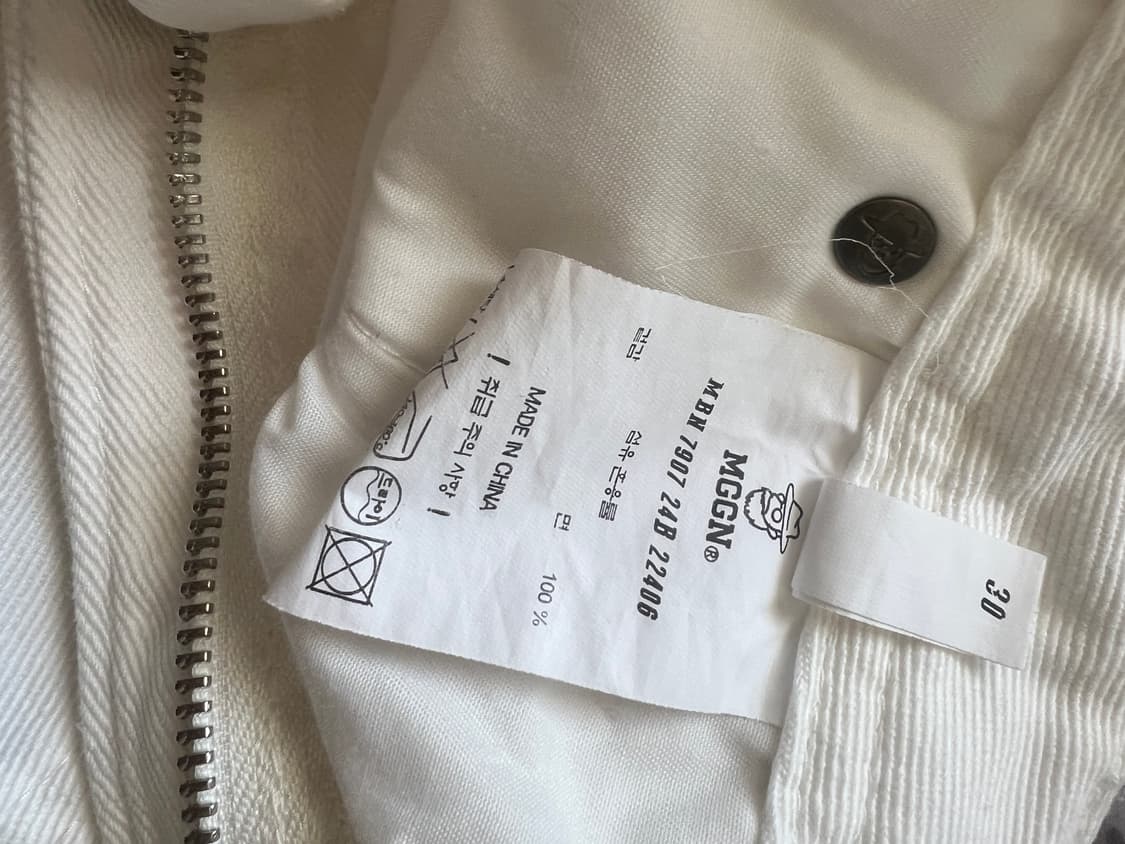 MGGN®
MBN 7907 24B 22406
겉감 섬유 혼용률
면 100 %
MADE IN CHINA
! 취급 주의 사항 !
드라이
30